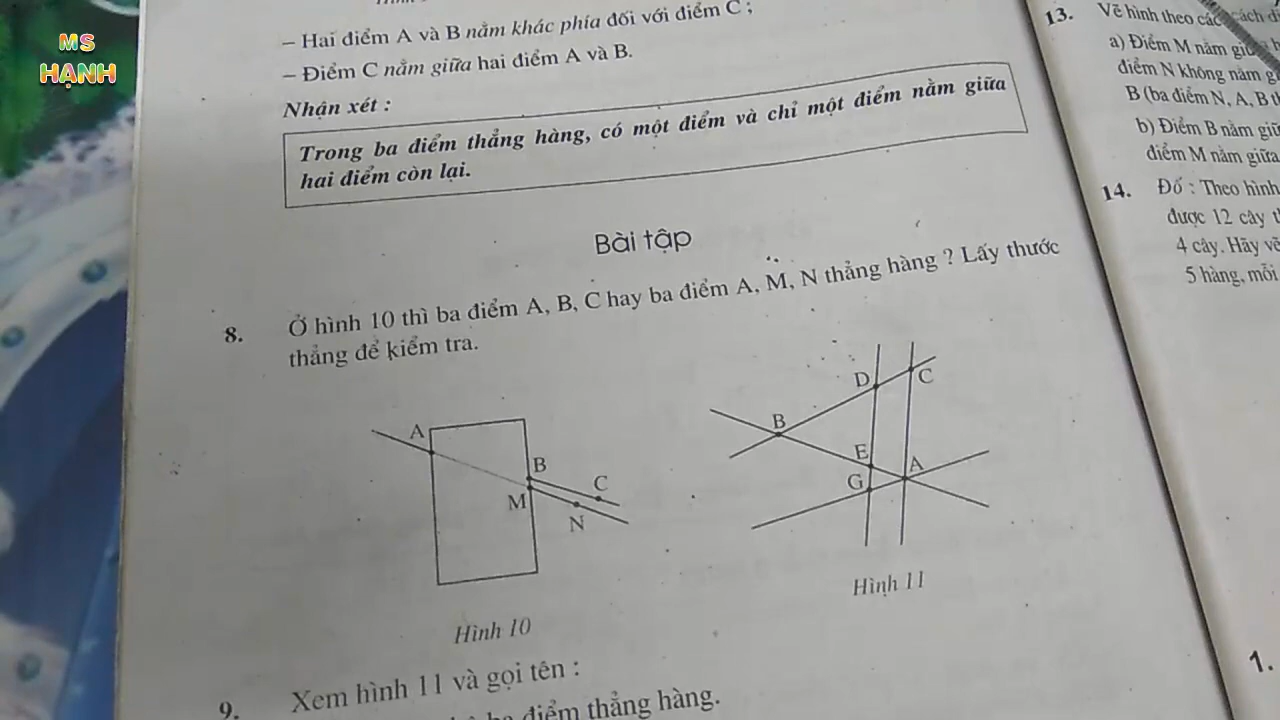 MS
HẠNH
– Hai điểm A và B nằm khác phía đối với điểm C ;
– Điểm C nằm giữa hai điểm A và B.
Nhận xét :
Trong ba điểm thẳng hàng, có một điểm và chỉ một điểm nằm giữa
hai điểm còn lại.
Bài tập
8. Ở hình 10 thì ba điểm A, B, C hay ba điểm A, M, N thẳng hàng ? Lấy thước
thẳng để kiểm tra.
A
B
C
M
N
Hình 10
D
C
B
E
A
G
Hình 11
9. Xem hình 11 và gọi tên :
ba điểm thẳng hàng.
13. Vẽ hình theo các cách
a) Điểm M nằm
điểm N không nằm
B (ba điểm N, A, B
b) Điểm B nằm
điểm M nằm giữa
14. Đố : Theo hình
được 12 cây
4 cây. Hãy vẽ
5 hàng, mỗi
1.